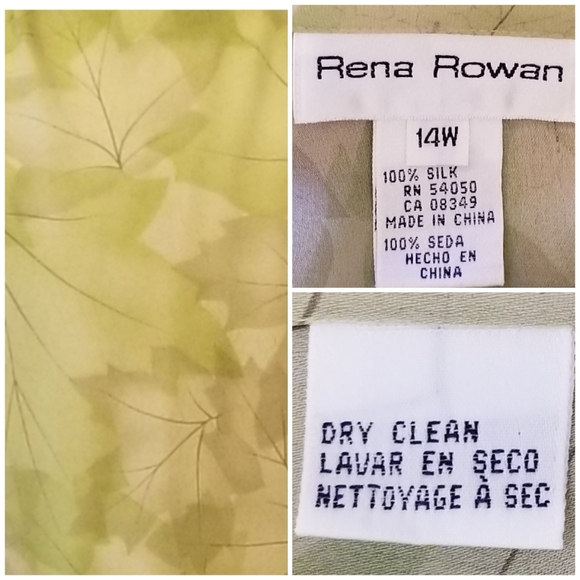 Rena Rowan
14W
100% SILK
RN 54050
CA 08349
MADE IN CHINA
100% SEDA
HECHO EN
CHINA
DRY CLEAN
LAVAR EN SECO
NETTOYAGE À SEC